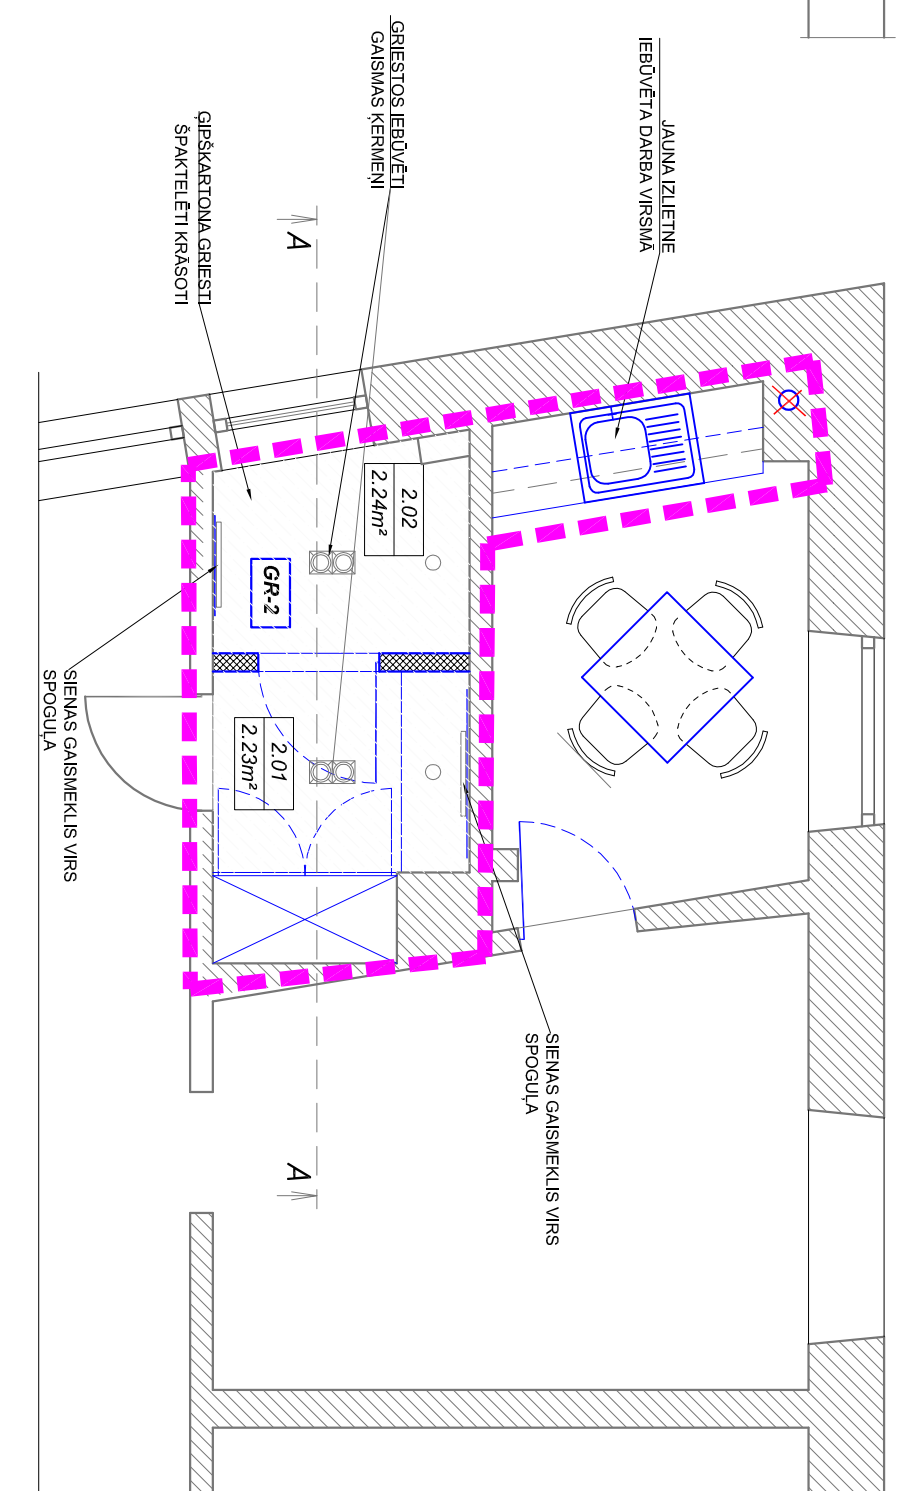 JAUNA IZLIETNE
IEBŪVĒTA DARBA VIRSMĀ
GRIESTOS IEBŪVĒTI
GAISMAS ĶERMEŅI
ĢIPŠKARTONA GRIESTI
ŠPAKTELĒTI KRĀSOTI
A
2.02
2.24m²
GR-2
SIENAS GAISMEKLIS VIRS
SPOGUĻA
2.01
2.23m²
SIENAS GAISMEKLIS VIRS
SPOGUĻA
A